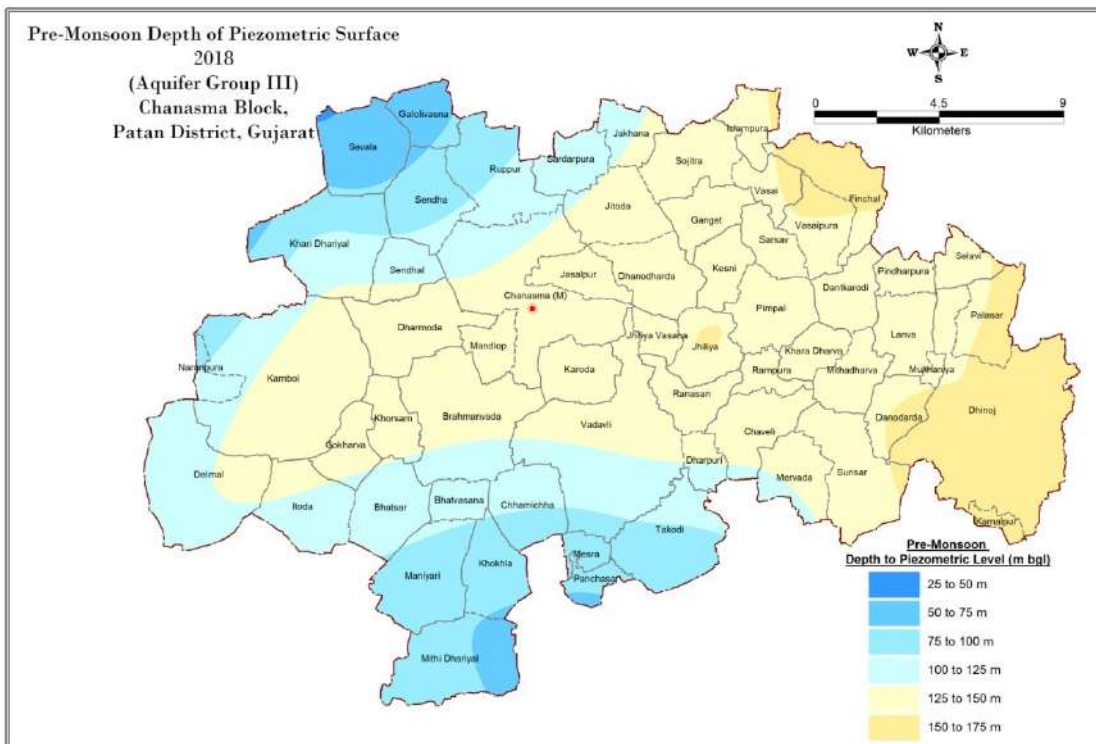 Pre-Monsoon Depth of Piezometric Surface
2018
(Aquifer Group III)
Chanasma Block,
Patan District, Gujarat
N
W E
S
0 4.5 9
Kilometers
Galolivasna
Sevala
Jakhana
Islampura
Sardarpura
Sojitra
Ruppur
Vasai
Finchal
Sendha
Jitoda
Ganget
Vasaipura
Sarsav
Khari Dhariyal
Selavi
Sendhal
Jasalpur
Dhanodharda
Kesni
Pindharpura
Dantkarodi
Chanasma (M)
Pimpal
Palasar
Dharmoda
Jhiliya Vasana
Lanva
Mandlop
Jhiliya
Khara Dharva
Naranpura
Karoda
Rampura
Mithadharva
Multhaniya
Kamboi
Ranasan
Khorsam
Brahmanvada
Danodarda
Dhinoj
Vadavli
Chaveli
Gokharva
Dharpuri
Delmal
Mervada
Sunsar
Itoda
Bhatsar
Bhatvasana
Chhamichha
Takodi
Kamalpur
Mesra
Khokhla
Maniyari
Panchasar
Mithi Dhariyal
Pre-Monsoon
Depth to Piezometric Level (m bgl)
25 to 50 m
50 to 75 m
75 to 100 m
100 to 125 m
125 to 150 m
150 to 175 m